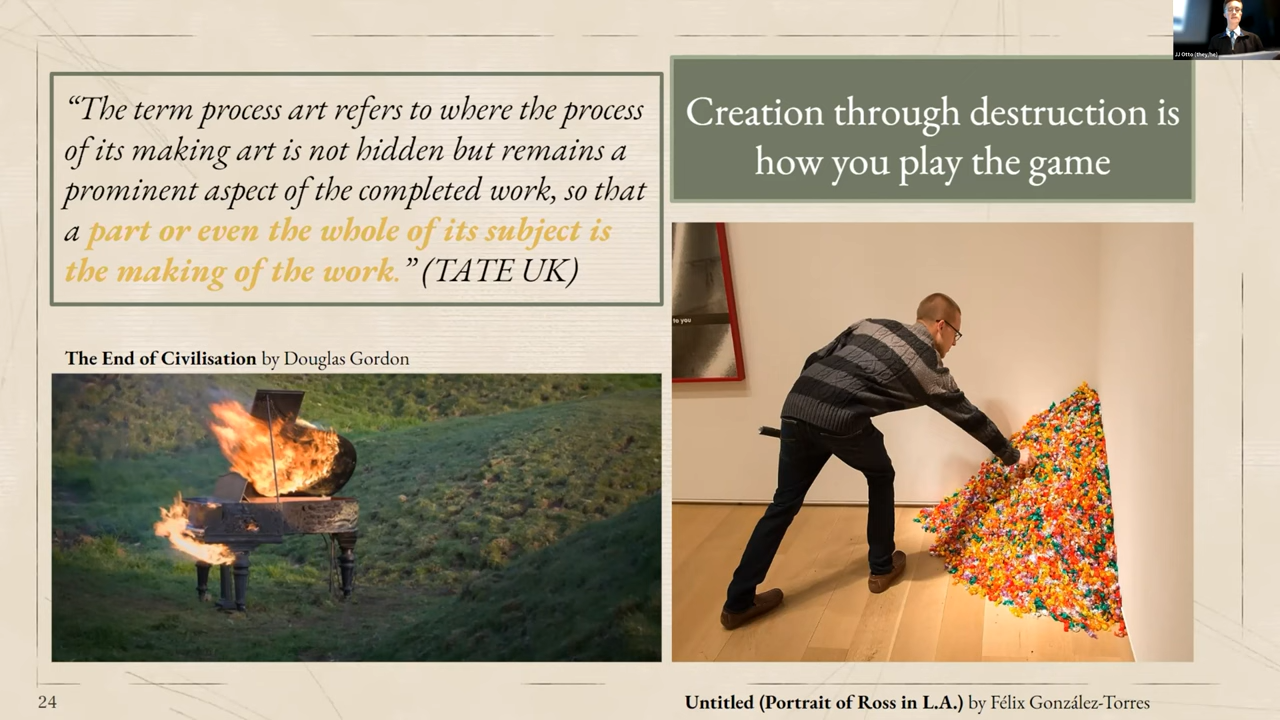 JJ Otto (they/he)
“The term process art refers to where the process
of its making art is not hidden but remains a
prominent aspect of the completed work, so that
a part or even the whole of its subject is
the making of the work.” (TATE UK)
Creation through destruction is
how you play the game
The End of Civilisation by Douglas Gordon
to you
24
Untitled (Portrait of Ross in L.A.) by Félix González-Torres